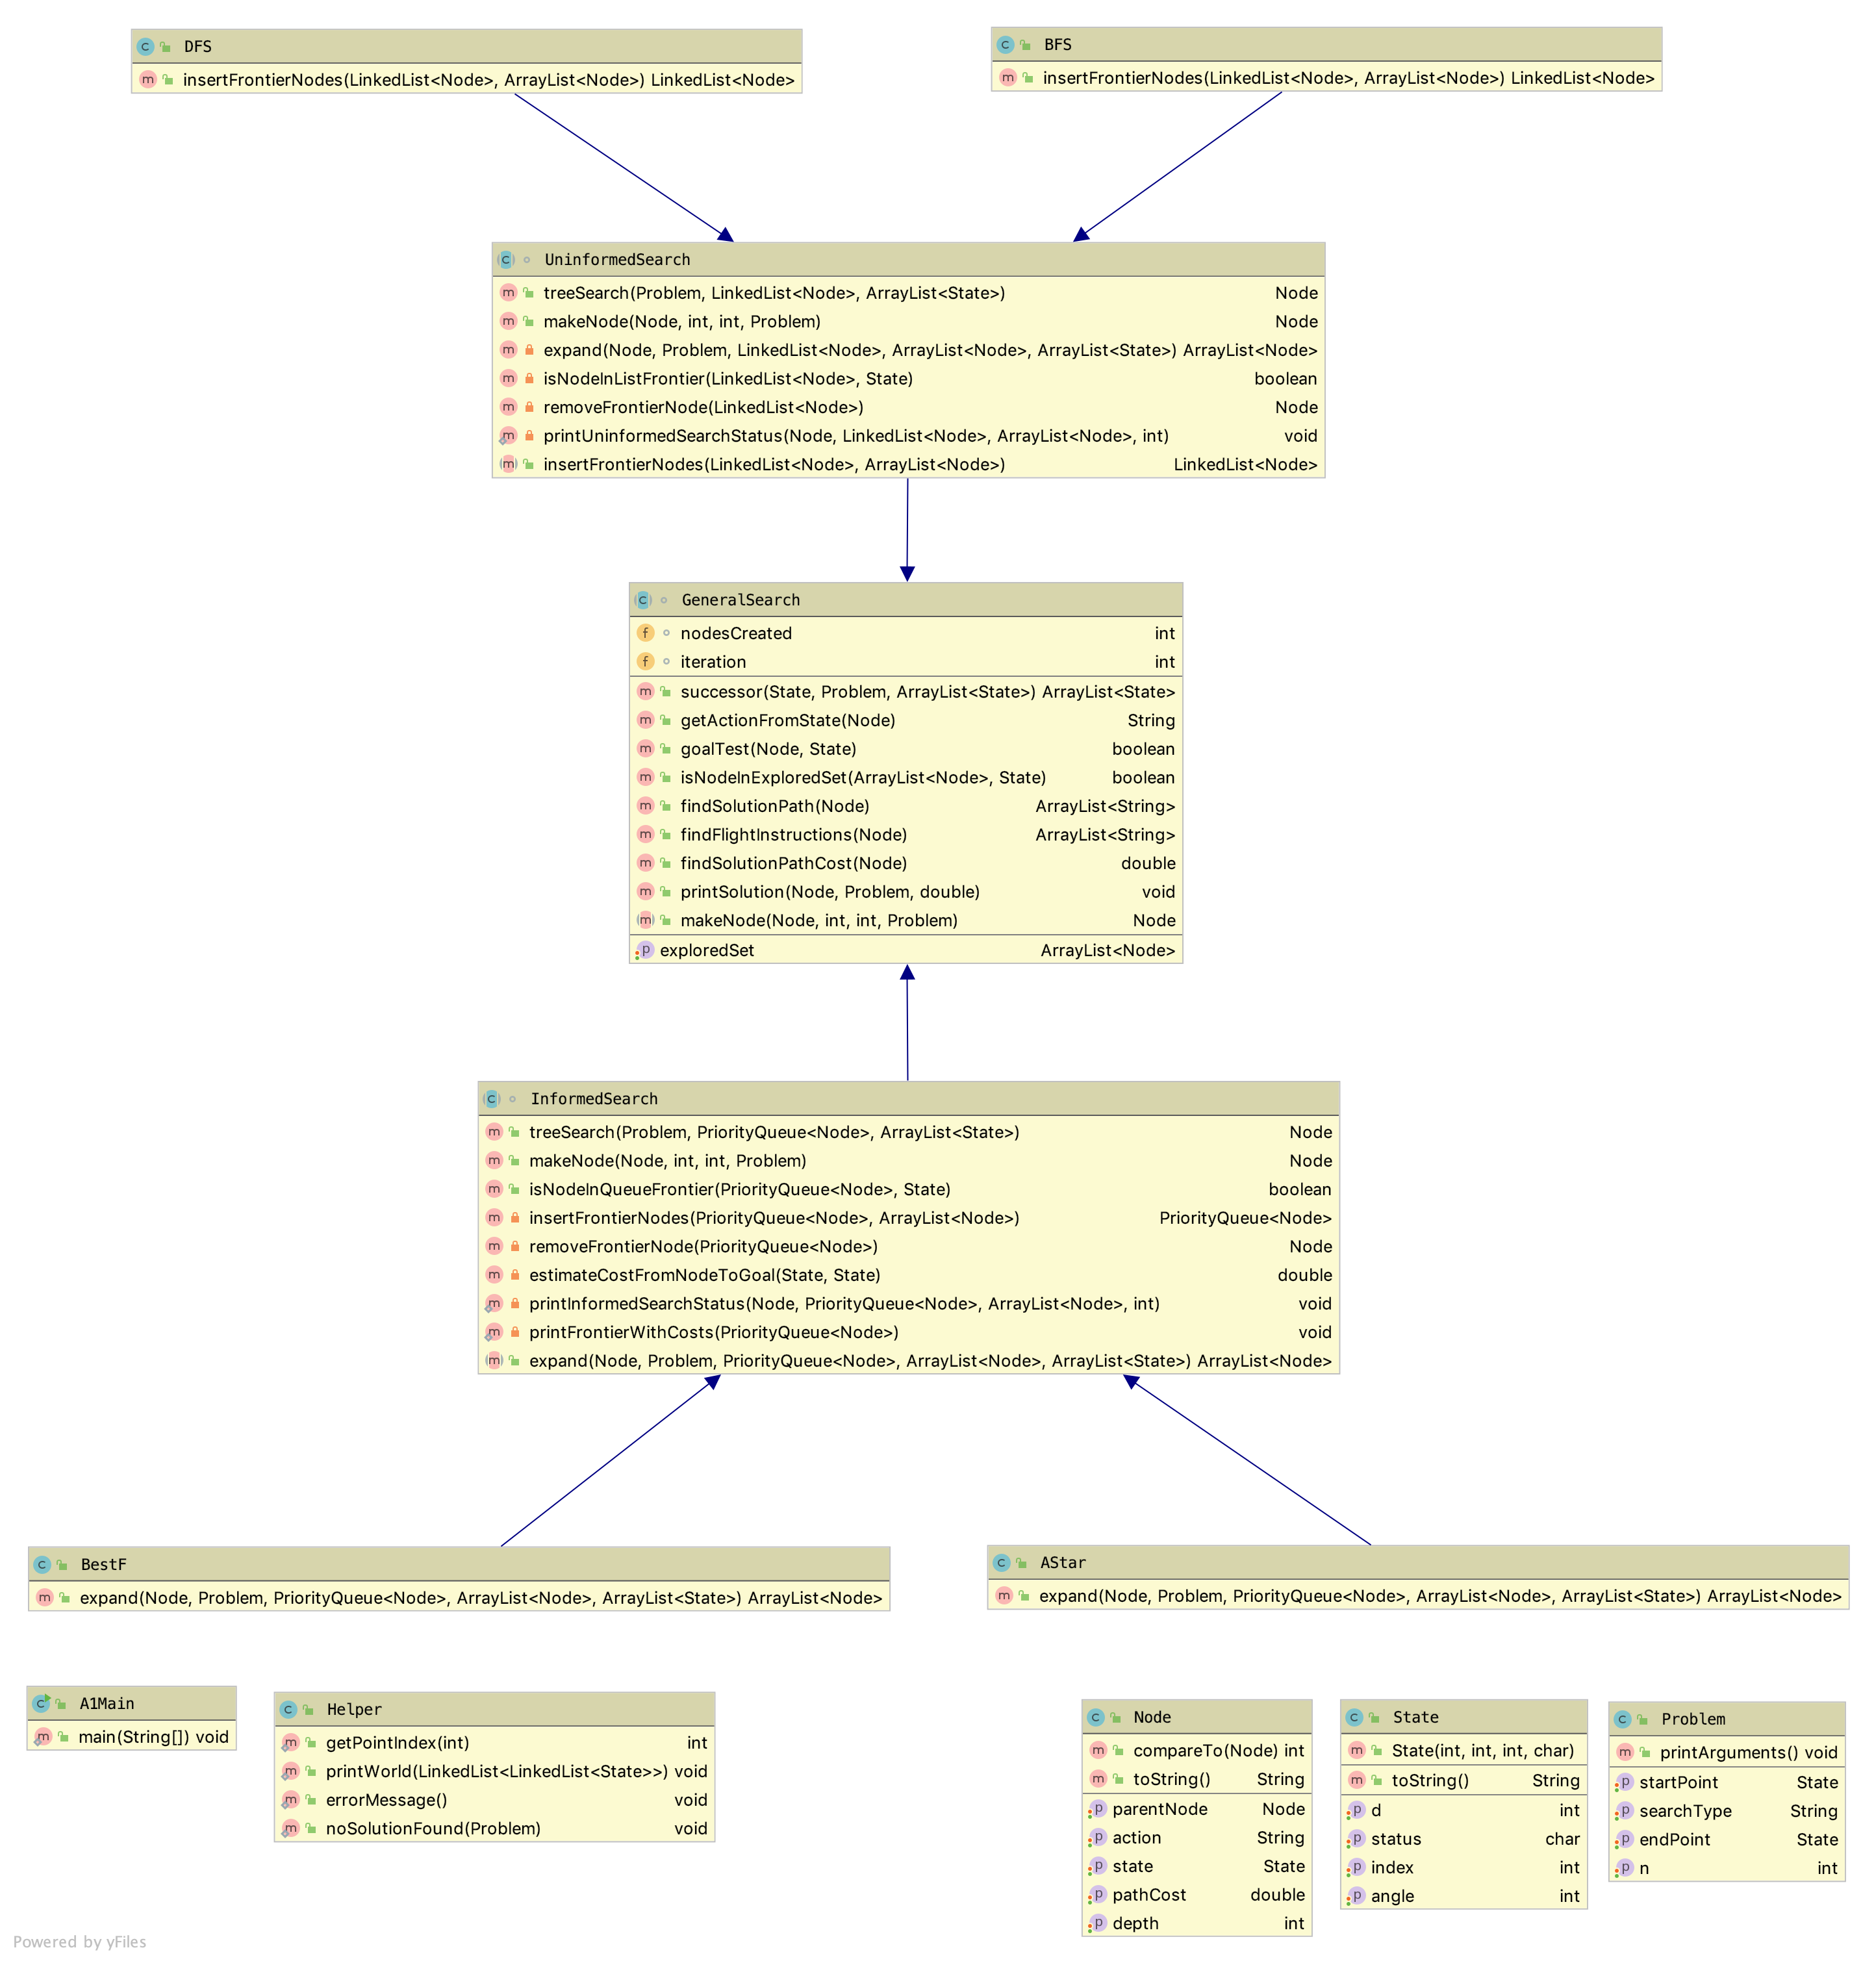 DFS
insertFrontierNodes(LinkedList<Node>, ArrayList<Node>) LinkedList<Node>
BFS
insertFrontierNodes(LinkedList<Node>, ArrayList<Node>) LinkedList<Node>
UninformedSearch
treeSearch(Problem, LinkedList<Node>, ArrayList<State>) Node
makeNode(Node, int, int, Problem) Node
expand(Node, Problem, LinkedList<Node>, ArrayList<Node>, ArrayList<State>) ArrayList<Node>
isNodeInListFrontier(LinkedList<Node>, State) boolean
removeFrontierNode(LinkedList<Node>) Node
printUninformedSearchStatus(Node, LinkedList<Node>, ArrayList<Node>, int) void
insertFrontierNodes(LinkedList<Node>, ArrayList<Node>) LinkedList<Node>
GeneralSearch
nodesCreated int
iteration int
successor(State, Problem, ArrayList<State>) ArrayList<State>
getActionFromState(Node) String
goalTest(Node, State) boolean
isNodeInExploredSet(ArrayList<Node>, State) boolean
findSolutionPath(Node) ArrayList<String>
findFlightInstructions(Node) ArrayList<String>
findSolutionPathCost(Node) double
printSolution(Node, Problem, double) void
makeNode(Node, int, int, Problem) Node
exploredSet ArrayList<Node>
InformedSearch
treeSearch(Problem, PriorityQueue<Node>, ArrayList<State>) Node
makeNode(Node, int, int, Problem) Node
isNodeInQueueFrontier(PriorityQueue<Node>, State) boolean
insertFrontierNodes(PriorityQueue<Node>, ArrayList<Node>) PriorityQueue<Node>
removeFrontierNode(PriorityQueue<Node>) Node
estimateCostFromNodeToGoal(State, State) double
printInformedSearchStatus(Node, PriorityQueue<Node>, ArrayList<Node>, int) void
printFrontierWithCosts(PriorityQueue<Node>) void
expand(Node, Problem, PriorityQueue<Node>, ArrayList<Node>, ArrayList<State>) ArrayList<Node>
BestF
expand(Node, Problem, PriorityQueue<Node>, ArrayList<Node>, ArrayList<State>) ArrayList<Node>
AStar
expand(Node, Problem, PriorityQueue<Node>, ArrayList<Node>, ArrayList<State>) ArrayList<Node>
A1Main
main(String[]) void
Helper
getPointIndex(int) int
printWorld(LinkedList<LinkedList<State>>) void
errorMessage() void
noSolutionFound(Problem) void
Node
compareTo(Node) int
toString() String
parentNode Node
action String
state State
pathCost double
depth int
State
State(int, int, int, char)
toString() String
d int
status char
index int
angle int
Problem
printArguments() void
startPoint State
searchType String
endPoint State
n int
Powered by yFiles